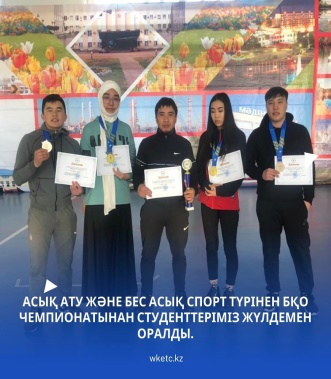 АСЫҚ АТУ ЖӘНЕ БЕС АСЫҚ СПОРТ ТҮРІНЕН БҚО
ЧЕМПИОНАТЫНАН СТУДЕНТТЕРІМІЗ ЖҮЛДЕМЕН
ОРАЛДЫ.
wketc.kz